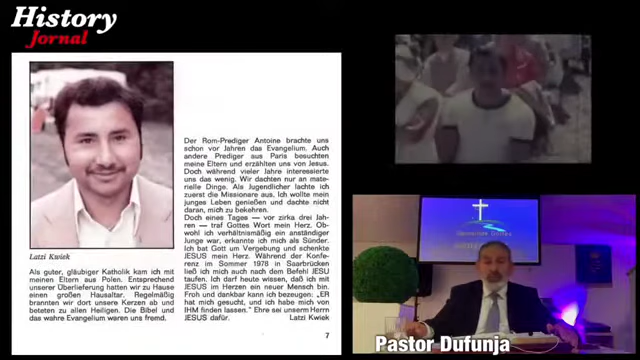 History
Jornal
Latzi Kwiek
Als guter, gläubiger Katholik kam ich mit
meinen Eltern aus Polen. Entsprechend
unserer Überlieferung hatten wir zu Hause
einen großen Hausaltar. Regelmäßig
brannten wir dort unsere Kerzen ab und
beteten zu allen Heiligen. Die Bibel und
das wahre Evangelium waren uns fremd.
Der Rom-Prediger Antoine brachte uns
schon vor Jahren das Evangelium. Auch
andere Prediger aus Paris besuchten
meine Eltern und erzählten uns von Jesus.
Doch während vieler Jahre interessierte
uns das wenig. Wir dachten nur an mate-
rielle Dinge. Als Jugendlicher lachte ich
zuerst die Missionare aus. Ich wollte mein
junges Leben genießen und dachte nicht
daran, mich zu bekehren.
Doch eines Tages — vor zirka drei Jah-
ren — traf Gottes Wort mein Herz. Ob-
wohl ich verhältnismäßig ein anständiger
Junge war, erkannte ich mich als Sünder.
Ich bat Gott um Vergebung und schenkte
JESUS mein Herz. Während der Konfe-
renz im Sommer 1978 in Saarbrücken
ließ ich mich auch nach dem Befehl JESU
taufen. Ich darf heute wissen, daß ich mit
JESUS im Herzen ein neuer Mensch bin.
Froh und dankbar kann ich bezeugen: „ER
hat mich gesucht, und ich habe mich von
IHM finden lassen." Ehre sei unserem Herrn
JESUS dafür. Latzi Kwiek
7
Pastor Dufunja